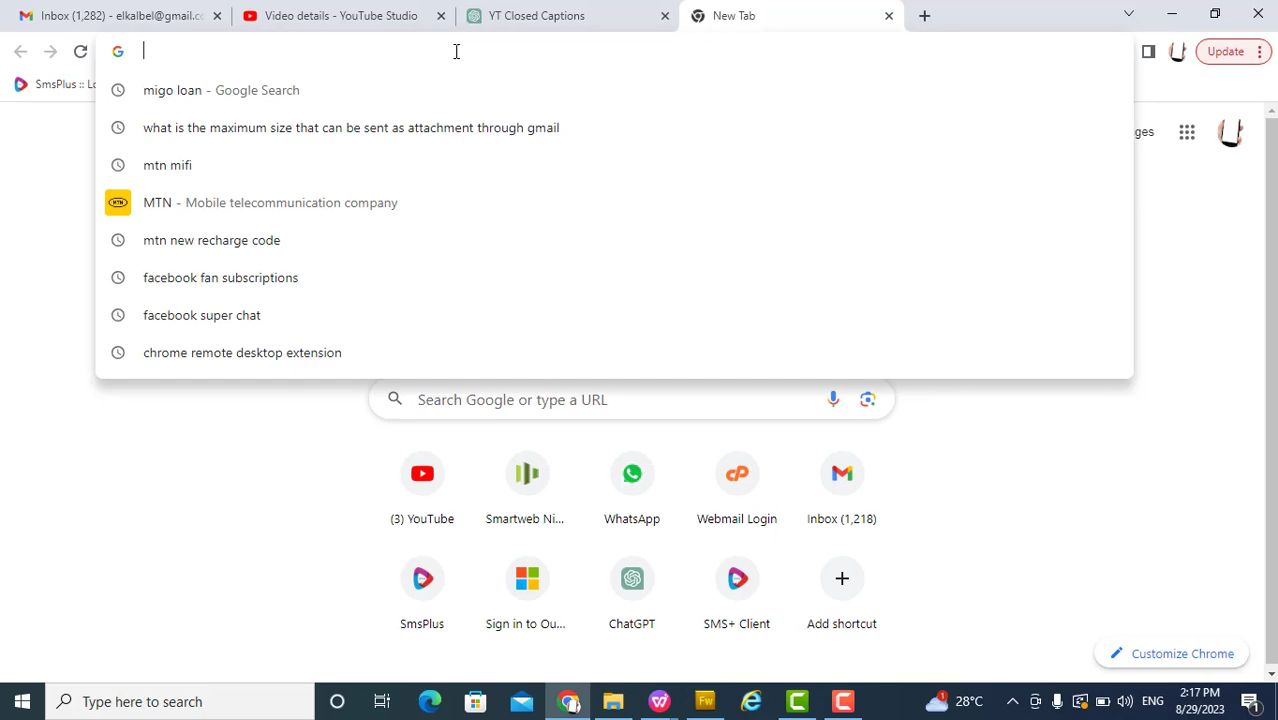 Inbox (1,282) - elkalbel@gmail.cc
Video details - YouTube Studio
YT Closed Captions
New Tab
Update
SmsPlus :: Lo
migo loan - Google Search
what is the maximum size that can be sent as attachment through gmail
mtn mifi
MTN - Mobile telecommunication company
mtn new recharge code
facebook fan subscriptions
facebook super chat
chrome remote desktop extension
ges
Search Google or type a URL
(3) YouTube
Smartweb Ni...
WhatsApp
Webmail Login
Inbox (1,218)
SmsPlus
Sign in to Ou...
ChatGPT
SMS+ Client
Add shortcut
Customize Chrome
Type here to search
Fw
28°C
ENG
2:17 PM
8/29/2023
1